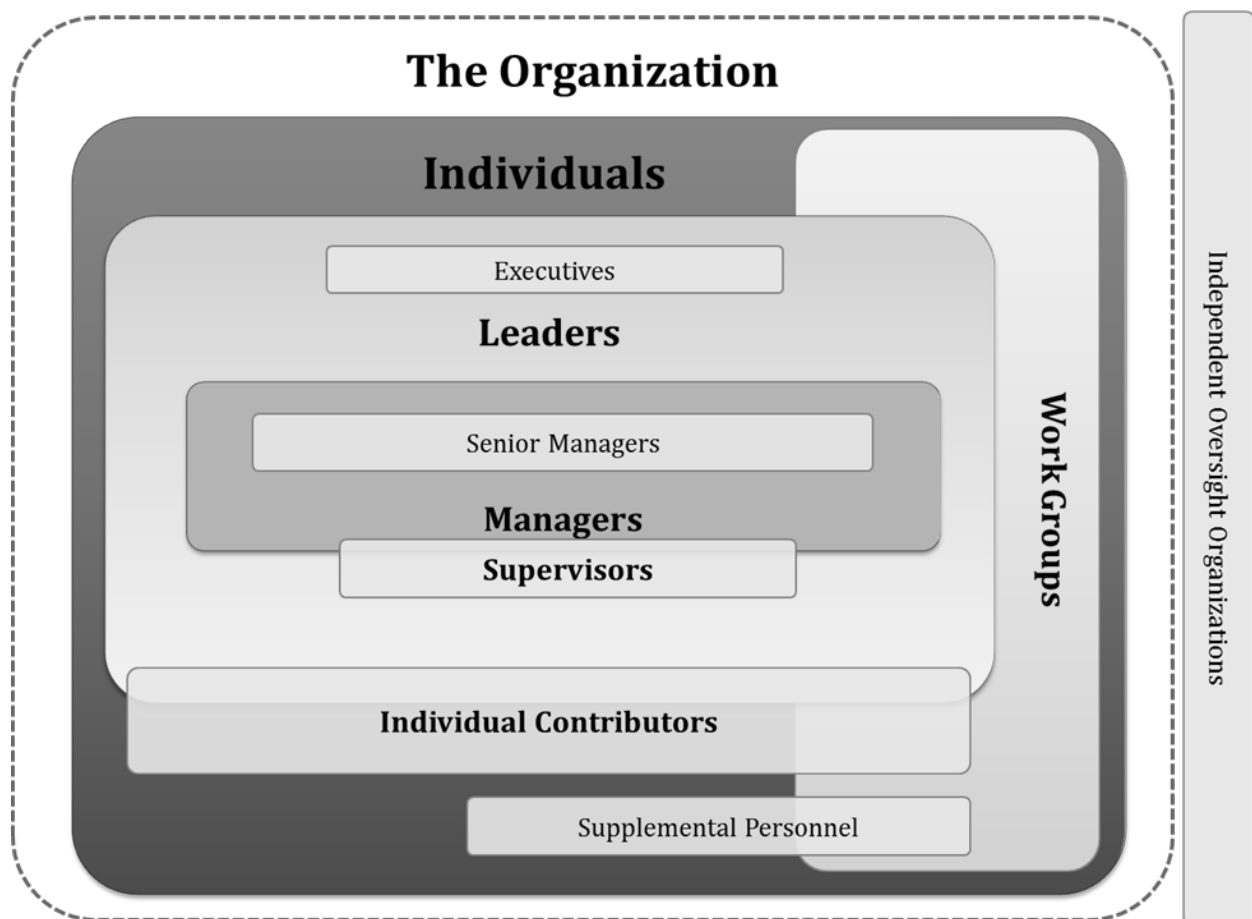 The Organization
Individuals
Executives
Leaders
Senior Managers
Managers
Supervisors
Individual Contributors
Supplemental Personnel
Work Groups
Independent Oversight Organizations